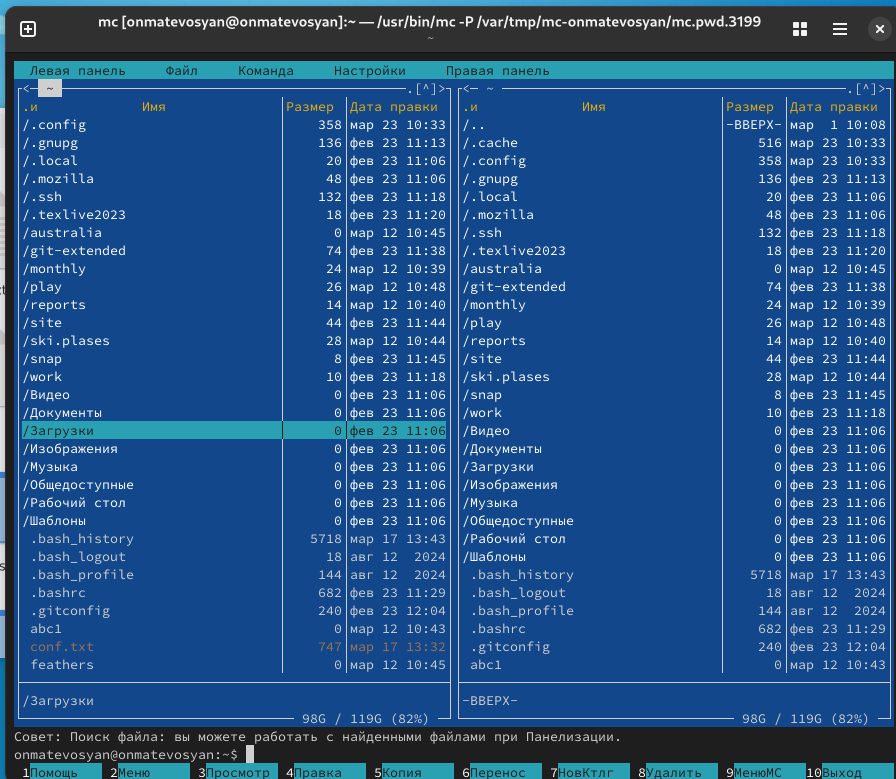 mc [onmatevosyan@onmatevosyan]:~ — /usr/bin/mc -P /var/tmp/mc-onmatevosyan/mc.pwd.3199
~
Левая панель Файл Команда Настройки Правая панель
<─ ~ .[^]> <─ ~ .[^]>
.и Имя Размер Дата правки .и Имя Размер Дата правки
/.config 358 мар 23 10:33 /.. -ВВЕРХ- мар 1 10:08
/.gnupg 136 фев 23 11:13 /.cache 516 мар 23 10:33
/.local 20 фев 23 11:06 /.config 358 мар 23 10:33
/.mozilla 48 фев 23 11:06 /.gnupg 136 фев 23 11:13
/.ssh 132 фев 23 11:18 /.local 20 фев 23 11:06
/.texlive2023 18 фев 23 11:20 /.mozilla 48 фев 23 11:06
/australia 0 мар 12 10:45 /.ssh 132 фев 23 11:18
/git-extended 74 фев 23 11:38 /.texlive2023 18 фев 23 11:20
/monthly 24 мар 12 10:39 /australia 0 мар 12 10:45
/play 26 мар 12 10:48 /git-extended 74 фев 23 11:38
/reports 14 мар 12 10:40 /monthly 24 мар 12 10:39
/site 44 фев 23 11:44 /play 26 мар 12 10:48
/ski.plases 28 мар 12 10:44 /reports 14 мар 12 10:40
/snap 8 фев 23 11:45 /site 44 фев 23 11:44
/work 10 фев 23 11:18 /ski.plases 28 мар 12 10:44
/Видео 0 фев 23 11:06 /snap 8 фев 23 11:45
/Документы 0 фев 23 11:06 /work 10 фев 23 11:18
/Загрузки 0 фев 23 11:06 /Видео 0 фев 23 11:06
/Изображения 0 фев 23 11:06 /Документы 0 фев 23 11:06
/Музыка 0 фев 23 11:06 /Загрузки 0 фев 23 11:06
/Общедоступные 0 фев 23 11:06 /Изображения 0 фев 23 11:06
/Рабочий стол 0 фев 23 11:06 /Музыка 0 фев 23 11:06
/Шаблоны 0 фев 23 11:06 /Общедоступные 0 фев 23 11:06
.bash_history 5718 мар 17 13:43 /Рабочий стол 0 фев 23 11:06
.bash_logout 18 авг 12 2024 /Шаблоны 0 фев 23 11:06
.bash_profile 144 авг 12 2024 .bash_history 5718 мар 17 13:43
.bashrc 682 фев 23 11:29 .bash_logout 18 авг 12 2024
.gitconfig 240 фев 23 12:04 .bash_profile 144 авг 12 2024
abc1 0 мар 12 10:43 .bashrc 682 фев 23 11:29
conf.txt 747 мар 17 13:32 .gitconfig 240 фев 23 12:04
feathers 0 мар 12 10:45 abc1 0 мар 12 10:43
/Загрузки -ВВЕРХ-
98G / 119G (82%) 98G / 119G (82%)
Совет: Поиск файла: вы можете работать с найденными файлами при Панелизации.
onmatevosyan@onmatevosyan:~$
1Помощь 2Меню 3Просмотр 4Правка 5Копия 6Перенос 7НовКтлг 8Удалить 9МенюMC 10Выход